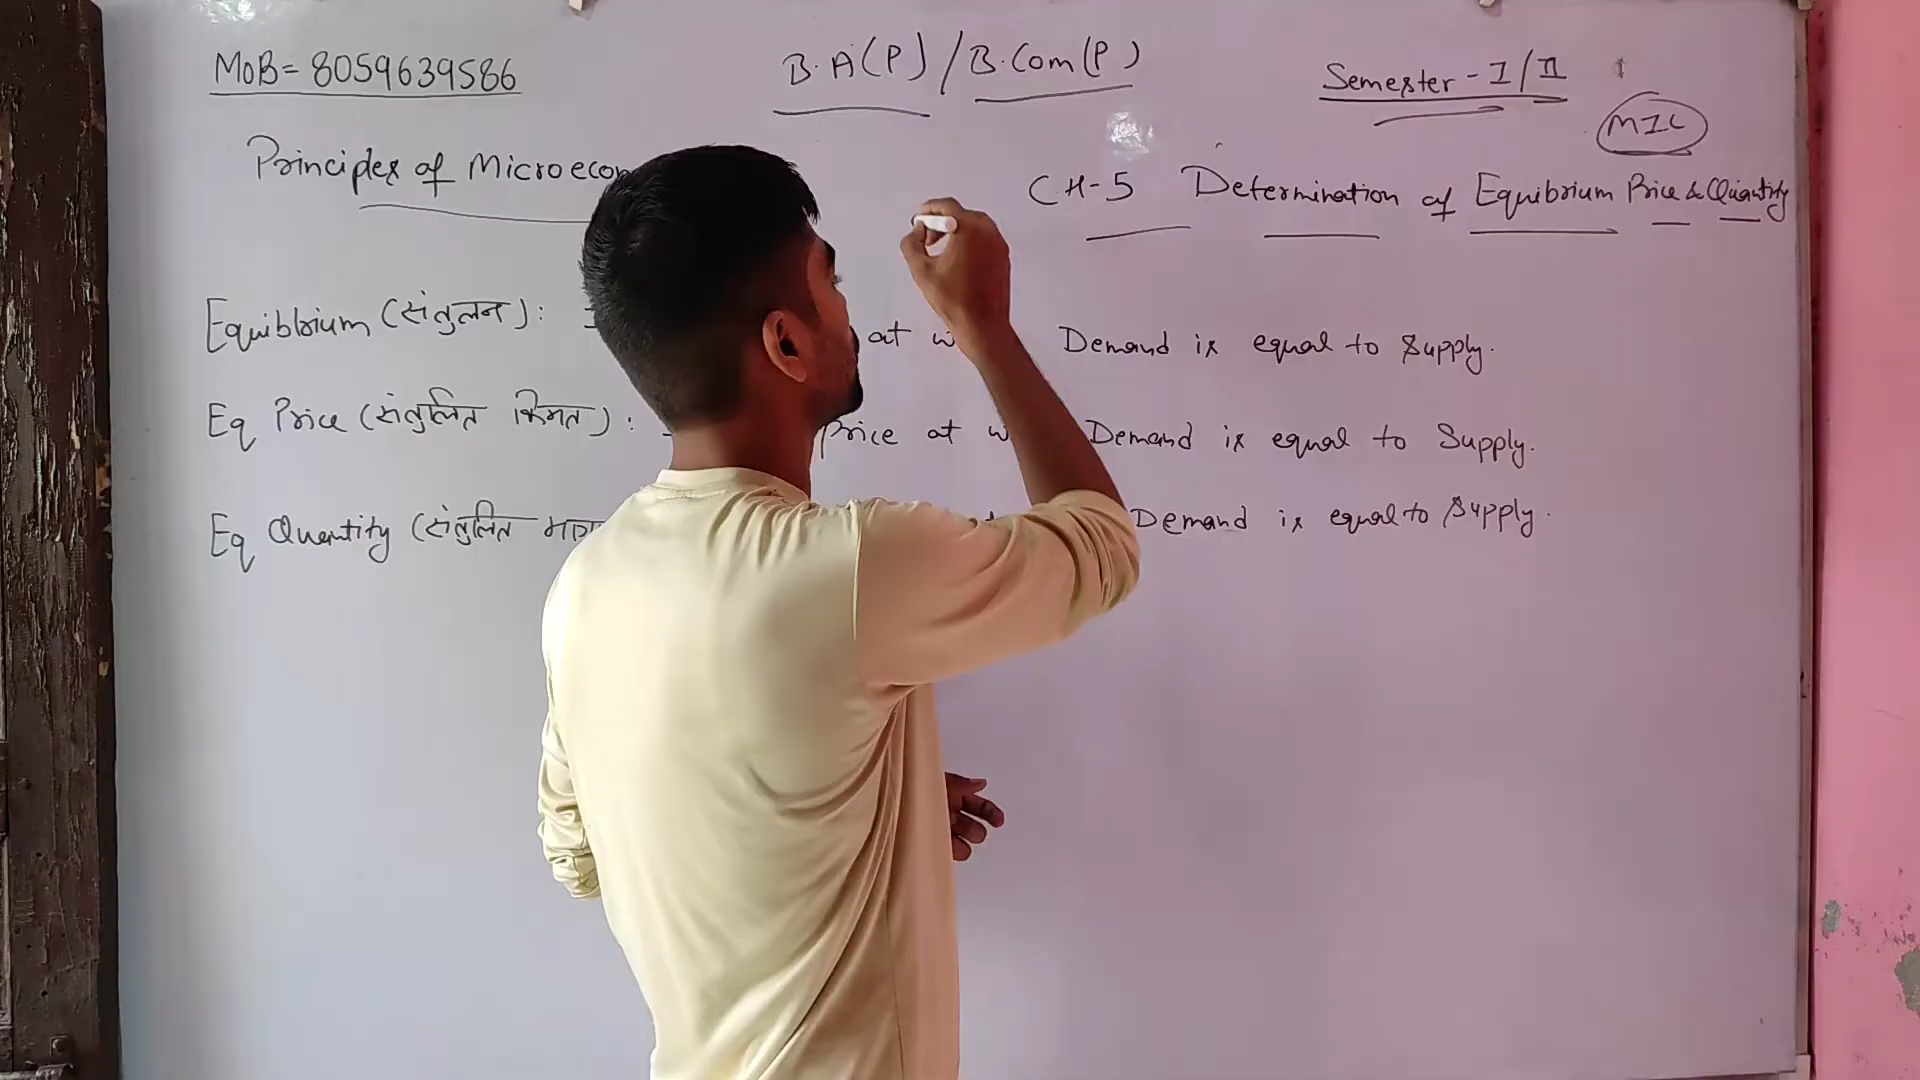 MOB = 8059639586
B.A(P) / B.Com(P)
Semester - I/II
MIL
Principles of Microecon
CH-5 Determination of Equibrium Price & Quantity
Equiblrium (संतुलन) : at Demand is equal to Supply.
Eq Price (संतुलित किमत) : Price at Demand is equal to Supply.
Eq Quantity (संतुलित Demand is equal to Supply.